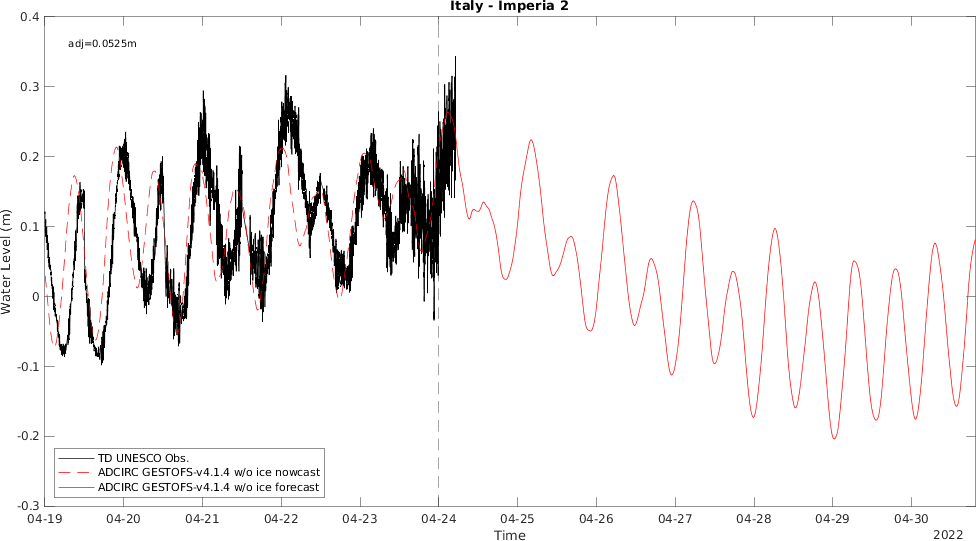 Italy - Imperia 2
adj=0.0525m
0.4
0.3
0.2
0.1
0
-0.1
-0.2
-0.3
Water Level (m)
TD UNESCO Obs.
ADCIRC GESTOFS-v4.1.4 w/o ice nowcast
ADCIRC GESTOFS-v4.1.4 w/o ice forecast
04-19 04-20 04-21 04-22 04-23 04-24 04-25 04-26 04-27 04-28 04-29 04-30
Time
2022